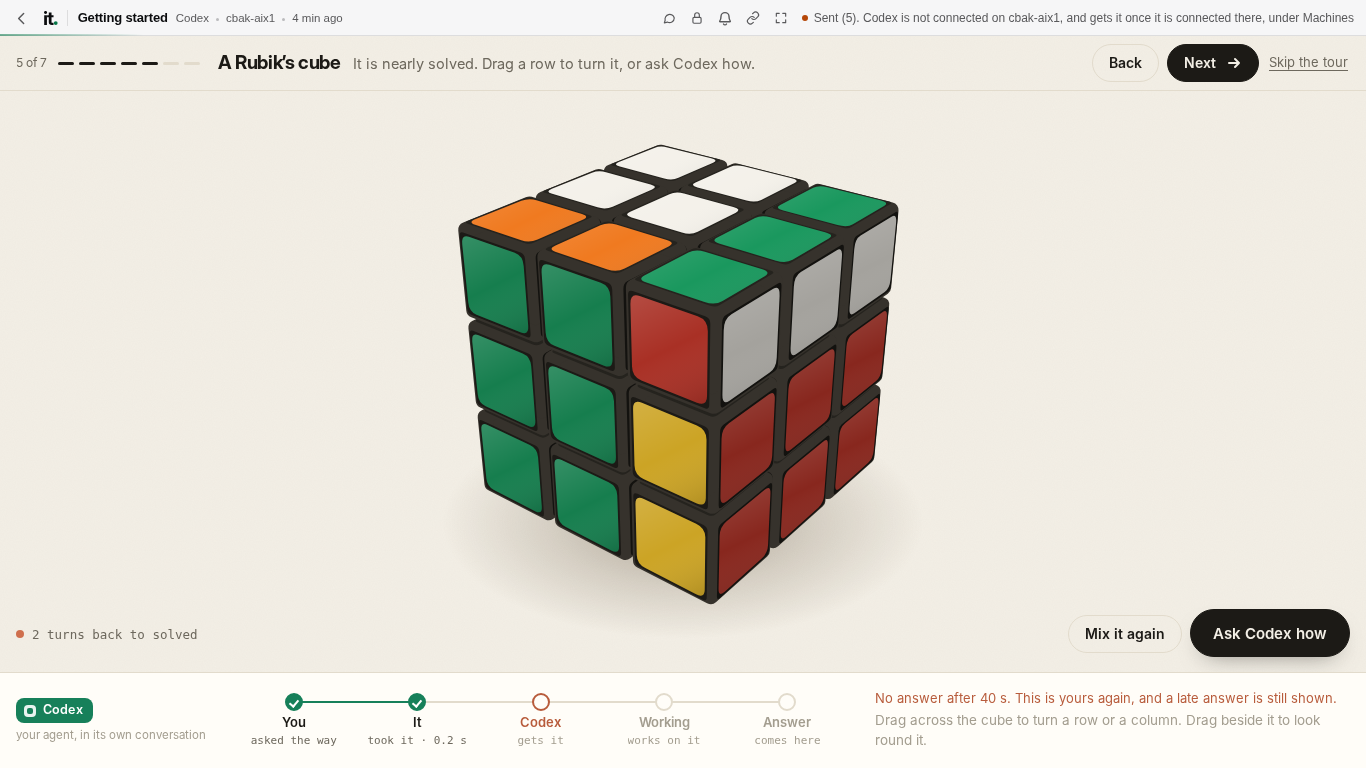 it.
Getting started
Codex • cbak-aix1 • 4 min ago
Sent (5). Codex is not connected on cbak-aix1, and gets it once it is connected there, under Machines
5 of 7
A Rubik's cube
It is nearly solved. Drag a row to turn it, or ask Codex how.
Back
Next
Skip the tour
2 turns back to solved
Mix it again
Ask Codex how
Codex
your agent, in its own conversation
You
asked the way
It
took it · 0.2 s
Codex
gets it
Working
works on it
Answer
comes here
No answer after 40 s. This is yours again, and a late answer is still shown.
Drag across the cube to turn a row or a column. Drag beside it to look
round it.